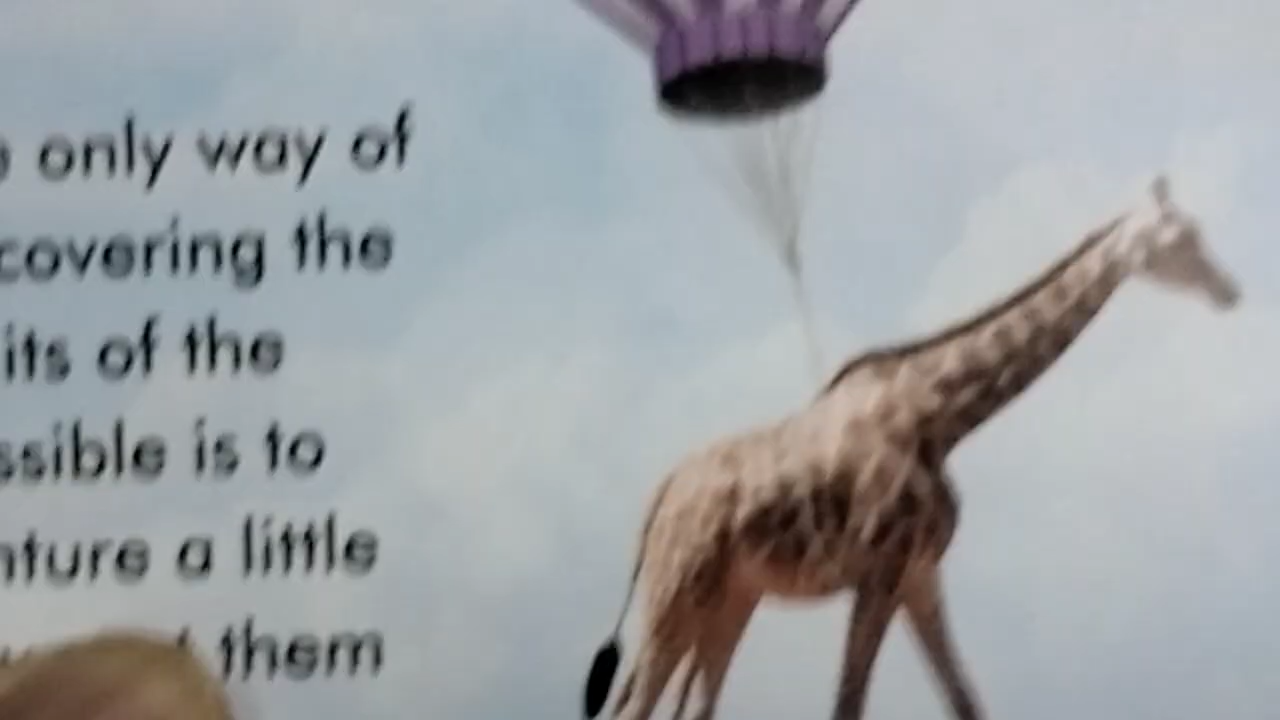 only way of
covering the
its of the
ssible is to
nture a little
them